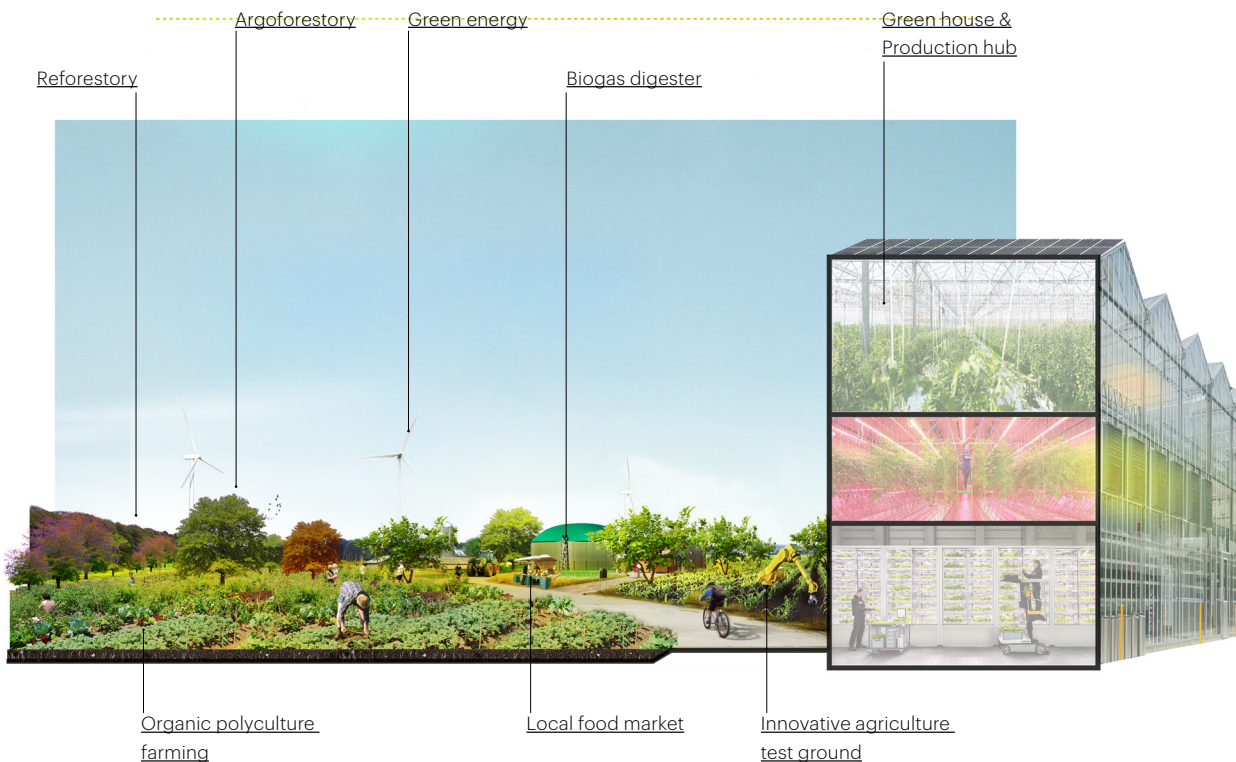 Argoforestory
Green energy
Green house &
Production hub
Reforestory
Biogas digester
Organic polyculture
farming
Local food market
Innovative agriculture
test ground